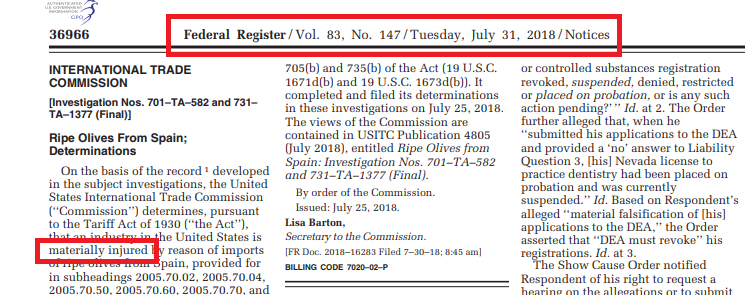 AUTHENTICATED
U.S. GOVERNMENT
INFORMATION
GPO
36966
Federal Register / Vol. 83, No. 147 / Tuesday, July 31, 2018 / Notices
INTERNATIONAL TRADE
COMMISSION
[Investigation Nos. 701–TA–582 and 731–
TA–1377 (Final)]
Ripe Olives From Spain;
Determinations
On the basis of the record 1 developed
in the subject investigations, the United
States International Trade Commission
(‘‘Commission’’) determines, pursuant
to the Tariff Act of 1930 (‘‘the Act’’),
that an industry in the United States is
materially injured by reason of imports
of ripe olives from Spain, provided for
in subheadings 2005.70.02, 2005.70.04,
2005.70.50, 2005.70.60, 2005.70.70, and
705(b) and 735(b) of the Act (19 U.S.C.
1671d(b) and 19 U.S.C. 1673d(b)). It
completed and filed its determinations
in these investigations on July 25, 2018.
The views of the Commission are
contained in USITC Publication 4805
(July 2018), entitled Ripe Olives from
Spain: Investigation Nos. 701–TA–582
and 731–TA–1377 (Final).
By order of the Commission.
Issued: July 25, 2018.
Lisa Barton,
Secretary to the Commission.
[FR Doc. 2018–16283 Filed 7–30–18; 8:45 am]
BILLING CODE 7020–02–P
or controlled substances registration
revoked, suspended, denied, restricted
or placed on probation, or is any such
action pending?’ ’’ Id. at 2. The Order
further alleged that, when he
‘‘submitted his applications to the DEA
and provided a ‘no’ answer to Liability
Question 3, [his] Nevada license to
practice dentistry had been placed on
probation and was currently
suspended.’’ Id. Based on Respondent’s
alleged ‘‘material falsification of [his]
applications to the DEA,’’ the Order
asserted that ‘‘DEA must revoke’’ his
registrations. Id. at 3.
The Show Cause Order notified
Respondent of his right to request a
hearing on the allegations or to submit